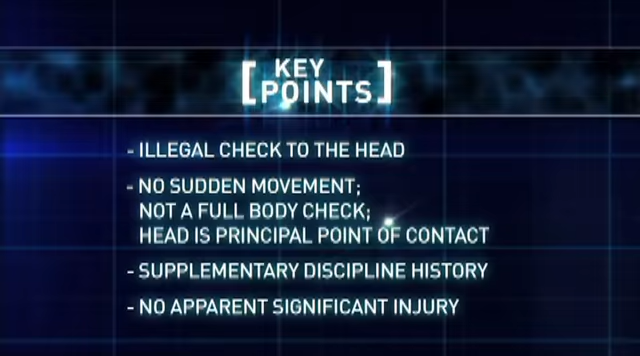 [KEY
POINTS]
- ILLEGAL CHECK TO THE HEAD
- NO SUDDEN MOVEMENT;
NOT A FULL BODY CHECK;
HEAD IS PRINCIPAL POINT OF CONTACT
- SUPPLEMENTARY DISCIPLINE HISTORY
- NO APPARENT SIGNIFICANT INJURY